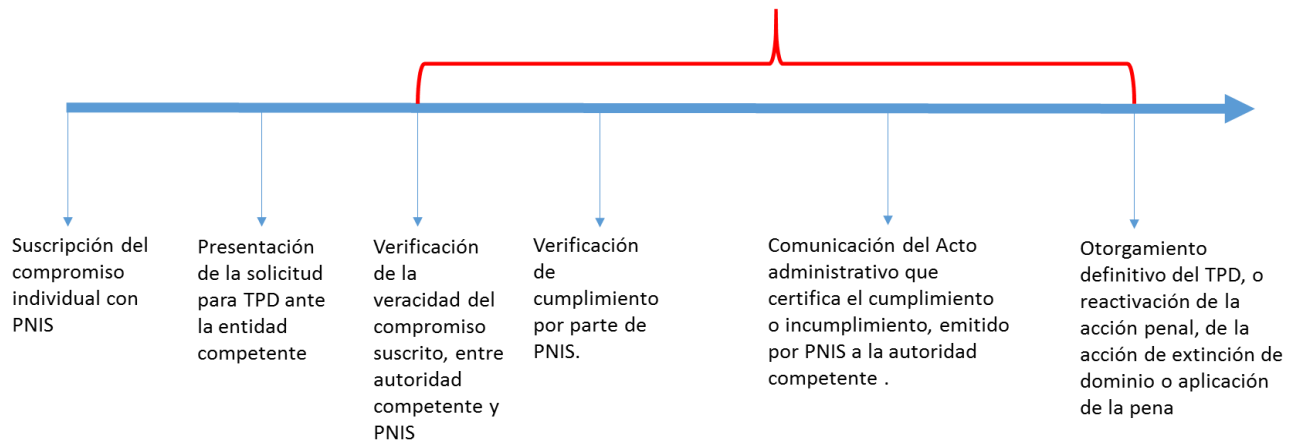 Suscripción del
compromiso
individual con
PNIS
Presentación
de la solicitud
para TPD ante
la entidad
competente
Verificación
de la
veracidad del
compromiso
suscrito, entre
autoridad
competente y
PNIS
Verificación
de
cumplimiento
por parte de
PNIS.
Comunicación del Acto
administrativo que
certifica el cumplimiento
o incumplimiento, emitido
por PNIS a la autoridad
competente .
Otorgamiento
definitivo del TPD, o
reactivación de la
acción penal, de la
acción de extinción de
dominio o aplicación
de la pena